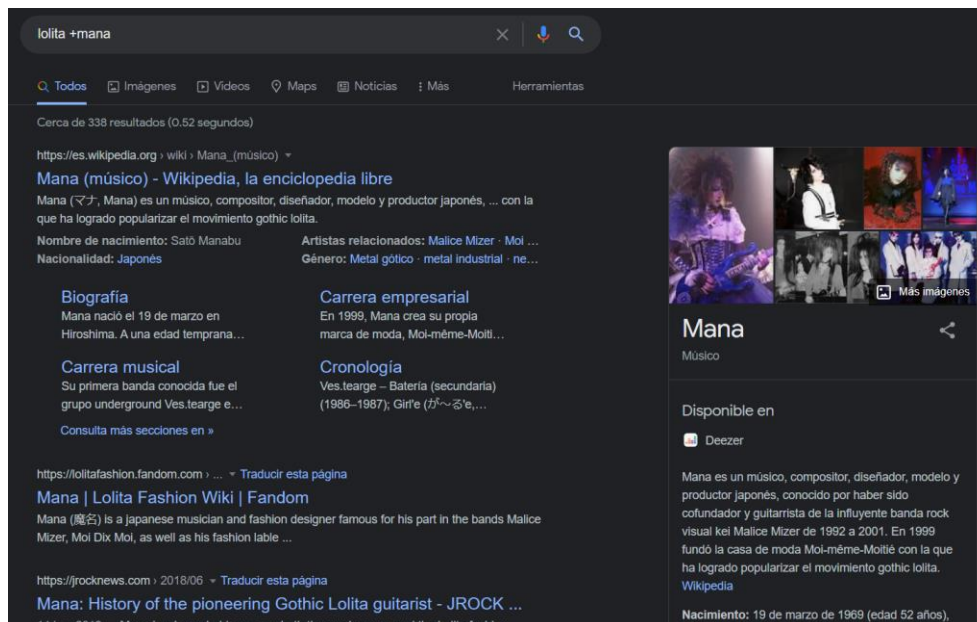 lolita +mana
Todos Imágenes Videos Maps Noticias Más Herramientas
Cerca de 338 resultados (0.52 segundos)
https://es.wikipedia.org › wiki › Mana_(músico)
Mana (músico) - Wikipedia, la enciclopedia libre
Mana (マナ, Mana) es un músico, compositor, diseñador, modelo y productor japonés, ... con la
que ha logrado popularizar el movimiento gothic lolita.
Nombre de nacimiento: Satō Manabu Artistas relacionados: Malice Mizer · Moi ...
Nacionalidad: Japonés Género: Metal gótico · metal industrial · ne...
Biografía
Mana nació el 19 de marzo en
Hiroshima. A una edad temprana...
Carrera empresarial
En 1999, Mana crea su propia
marca de moda, Moi-même-Moiti...
Carrera musical
Su primera banda conocida fue el
grupo underground Ves.tearge e...
Cronología
Ves.tearge – Batería (secundaria)
(1986–1987); Girl'e (が～る'e,...
Consulta más secciones en »
https://lolitafashion.fandom.com › ... Traducir esta página
Mana | Lolita Fashion Wiki | Fandom
Mana (魔名) is a japanese musician and fashion designer famous for his part in the bands Malice
Mizer, Moi Dix Moi, as well as his fashion lable ...
https://jrocknews.com › 2018/06 Traducir esta página
Mana: History of the pioneering Gothic Lolita guitarist - JROCK ...
Más imágenes
Mana
Músico
Disponible en
Deezer
Mana es un músico, compositor, diseñador, modelo y
productor japonés, conocido por haber sido
cofundador y guitarrista de la influyente banda rock
visual kei Malice Mizer de 1992 a 2001. En 1999
fundó la casa de moda Moi-même-Moitié con la que
ha logrado popularizar el movimiento gothic lolita.
Wikipedia
Nacimiento: 19 de marzo de 1969 (edad 52 años),